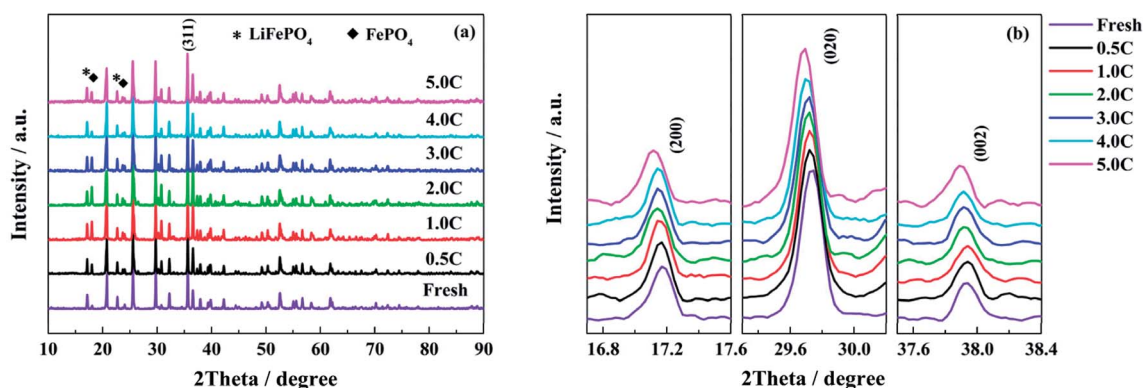 * LiFePO4 ◆ FePO4 (311) (a)
* ◆ * ◆
5.0C
4.0C
3.0C
2.0C
1.0C
0.5C
Fresh
Intensity / a.u.
10 20 30 40 50 60 70 80 90
2Theta / degree
(b)
(200)
(020)
(002)
Intensity / a.u.
16.8 17.2 17.6 29.6 30.0 37.6 38.0 38.4
2Theta / degree
Fresh
0.5C
1.0C
2.0C
3.0C
4.0C
5.0C